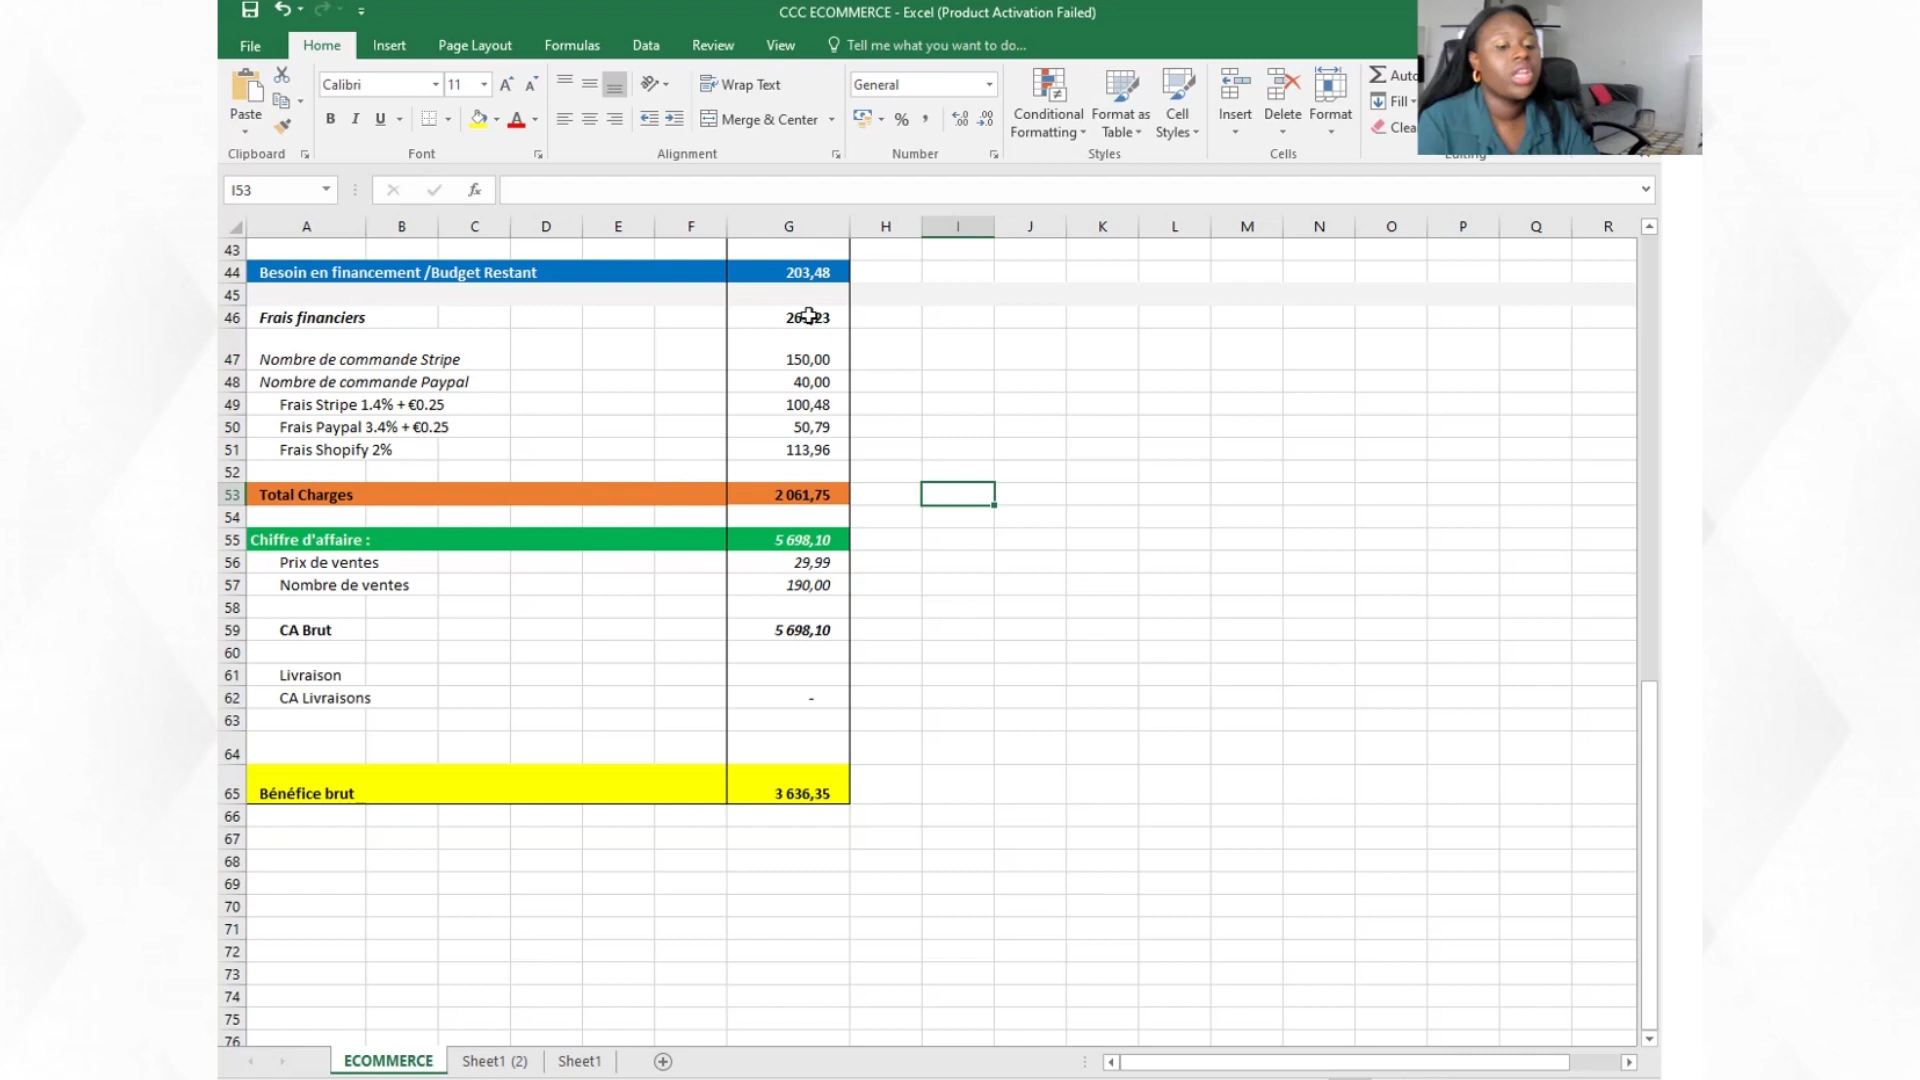 CCC ECOMMERCE - Excel (Product Activation Failed)
File Home Insert Page Layout Formulas Data Review View Tell me what you want to do...
Calibri 11 Wrap Text General Auto
Paste Conditional Formatting Format as Table Cell Styles Insert Delete Format Fill
B I U A Merge & Center % Clea
Clipboard Font Alignment Number Styles Cells
I53 fx
A B C D E F G H I J K L M N O P Q R
43
44 Besoin en financement /Budget Restant 203,48
45
46 Frais financiers
47 Nombre de commande Stripe 150,00
48 Nombre de commande Paypal 40,00
49 Frais Stripe 1.4% + €0.25 100,48
50 Frais Paypal 3.4% + €0.25 50,79
51 Frais Shopify 2% 113,96
52
53 Total Charges 2 061,75
54
55 Chiffre d'affaire : 5 698,10
56 Prix de ventes 29,99
57 Nombre de ventes 190,00
58
59 CA Brut 5 698,10
60
61 Livraison
62 CA Livraisons -
63
64
65 Bénéfice brut 3 636,35
66
67
68
69
70
71
72
73
74
75
76
ECOMMERCE Sheet1 (2) Sheet1